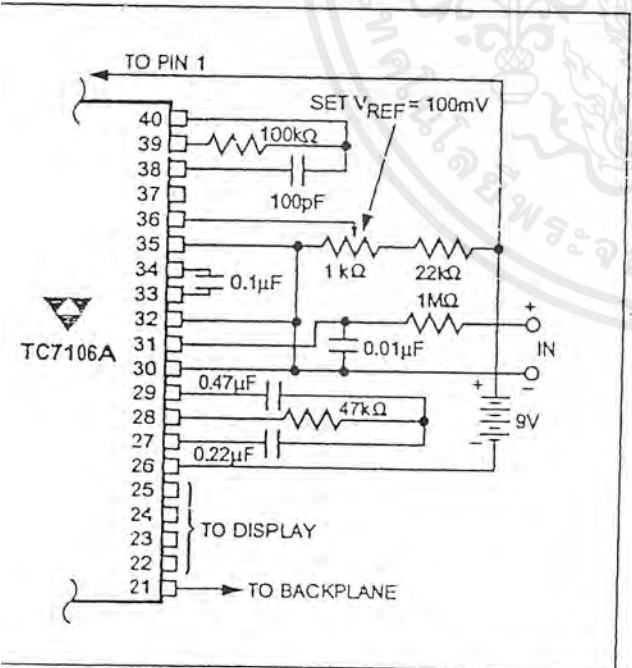 TO PIN 1
SET VREF = 100mV
40
39
100kΩ
38
100pF
37
36
35
1 kΩ
22kΩ
34
0.1µF
33
1MΩ
32
+
TC7106A
31
0.01µF
IN
30
–
29
0.47µF
+
28
47kΩ
9V
27
–
0.22µF
26
25
24
TO DISPLAY
23
22
21
TO BACKPLANE